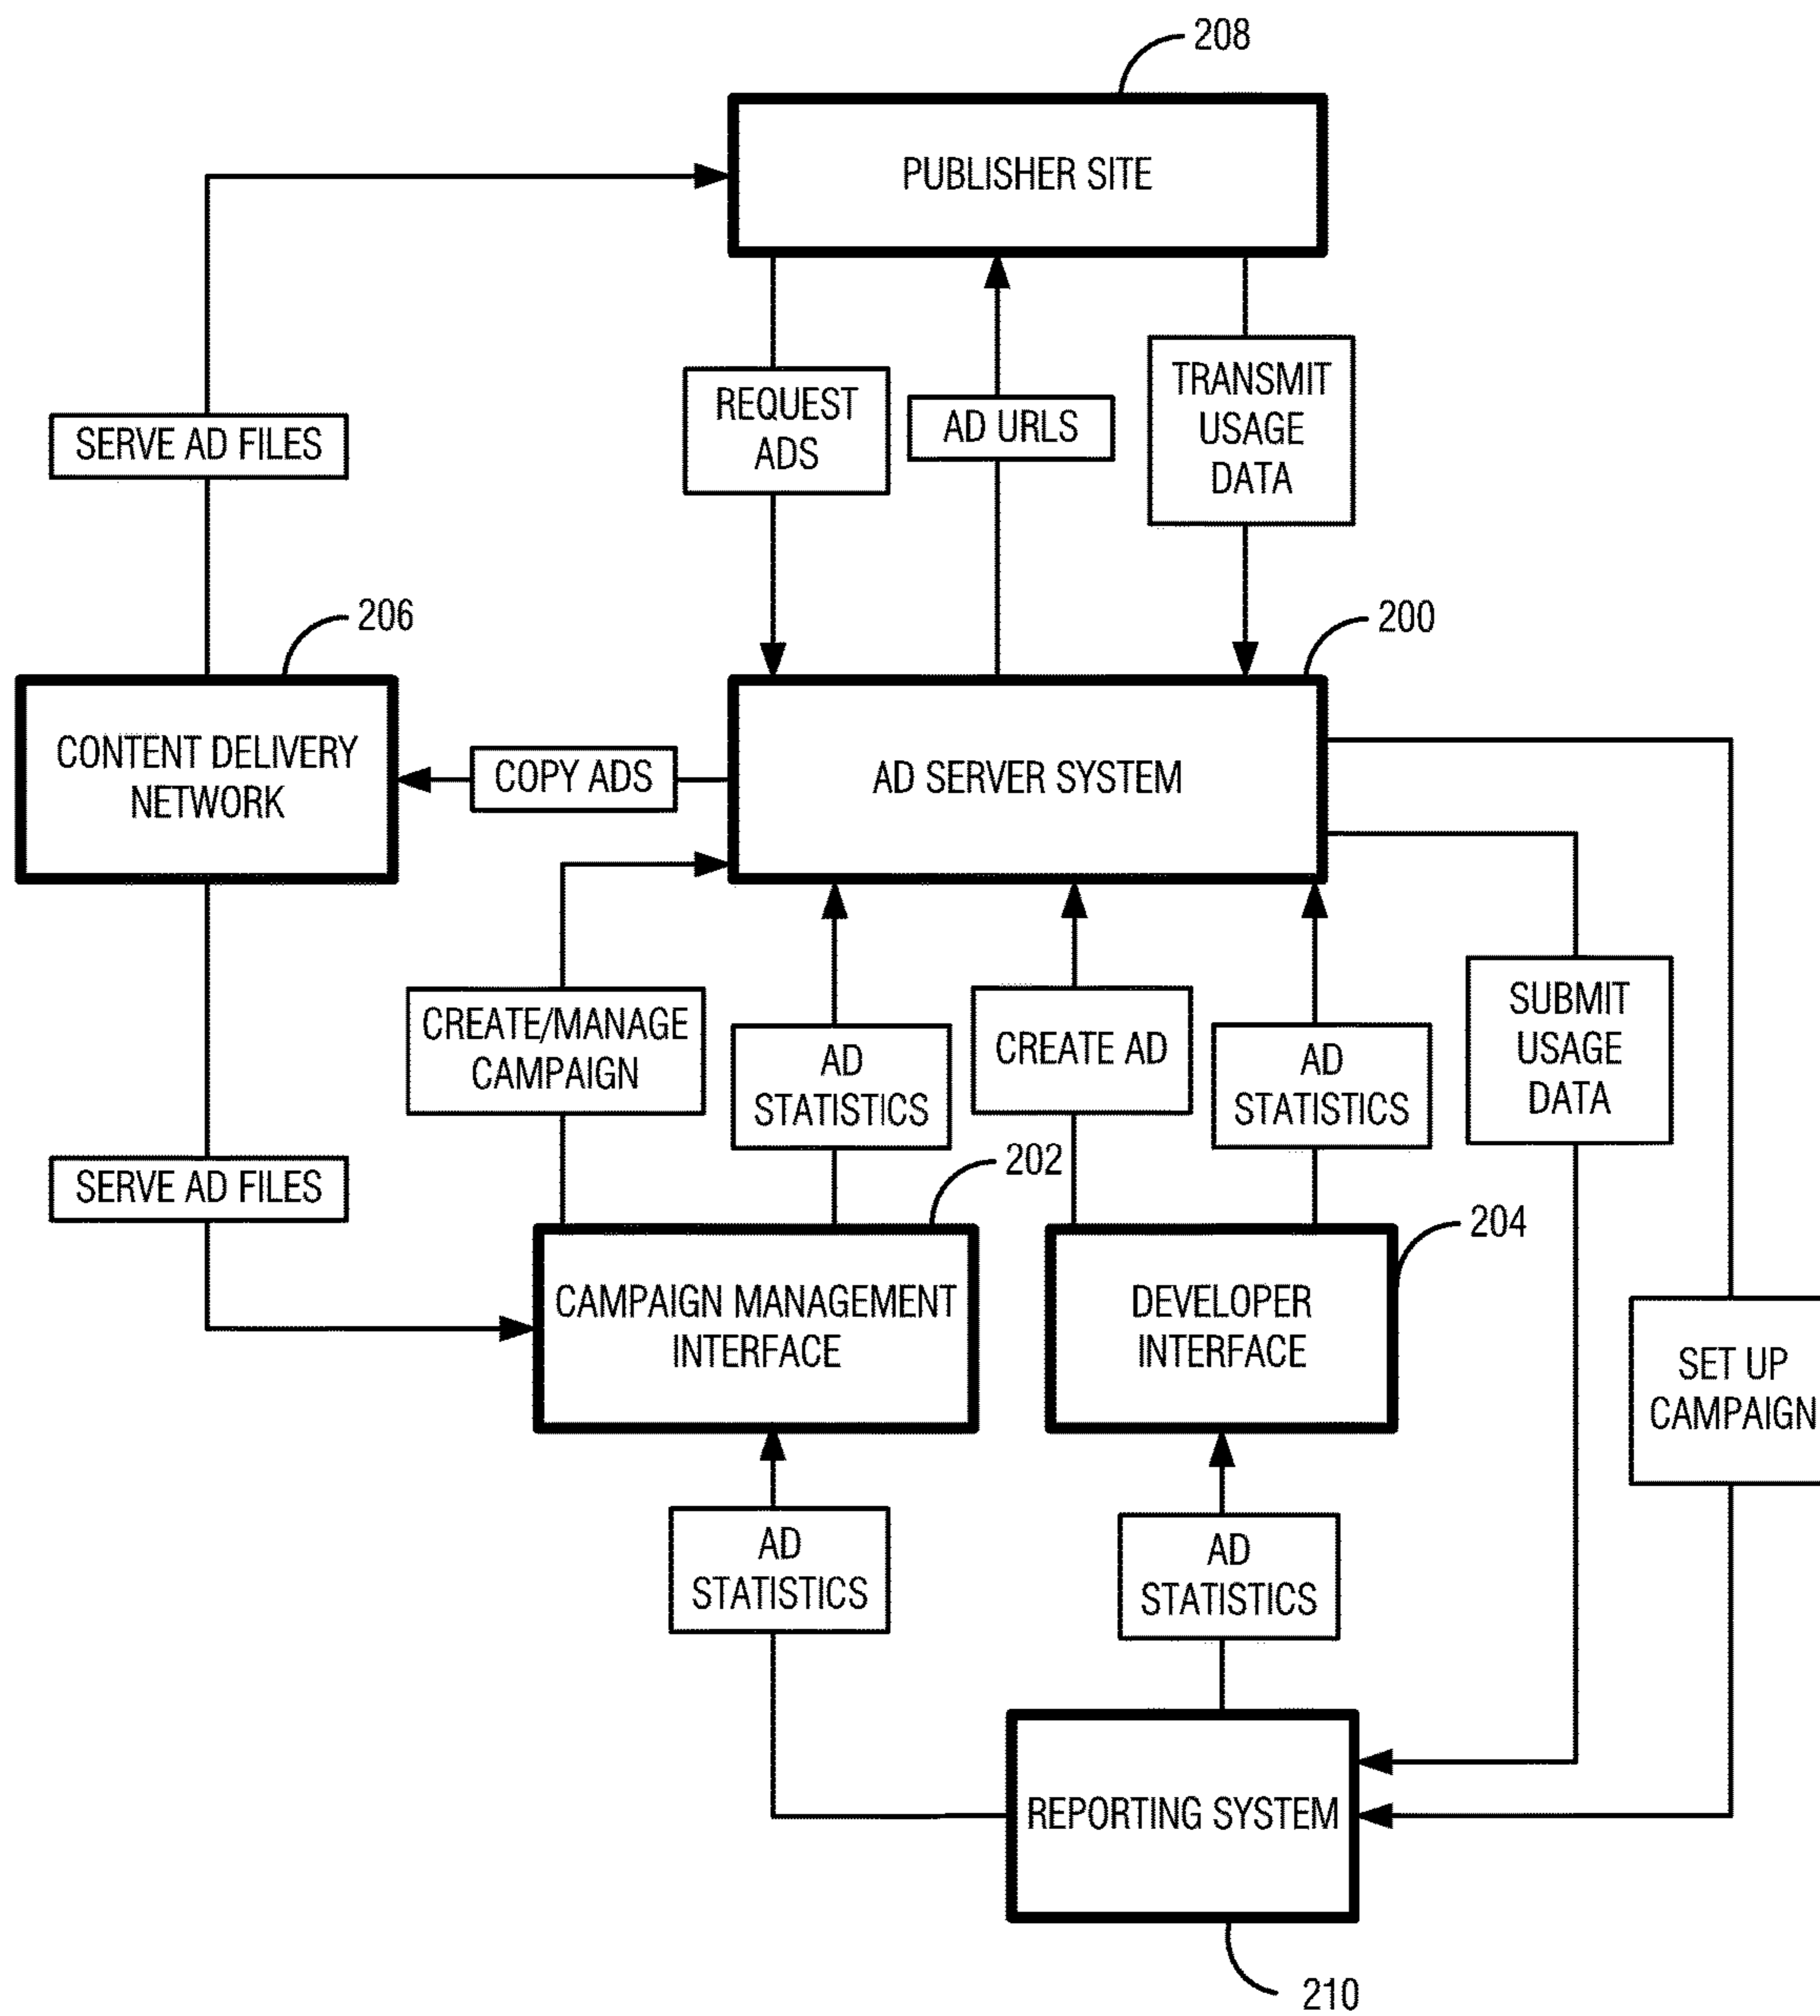 208
PUBLISHER SITE
REQUEST
ADS
AD URLS
TRANSMIT
USAGE
DATA
SERVE AD FILES
206
200
CONTENT DELIVERY
NETWORK
COPY ADS
AD SERVER SYSTEM
CREATE/MANAGE
CAMPAIGN
AD
STATISTICS
CREATE AD
AD
STATISTICS
SUBMIT
USAGE
DATA
SERVE AD FILES
202
204
CAMPAIGN MANAGEMENT
INTERFACE
DEVELOPER
INTERFACE
SET UP
CAMPAIGN
AD
STATISTICS
AD
STATISTICS
REPORTING SYSTEM
210